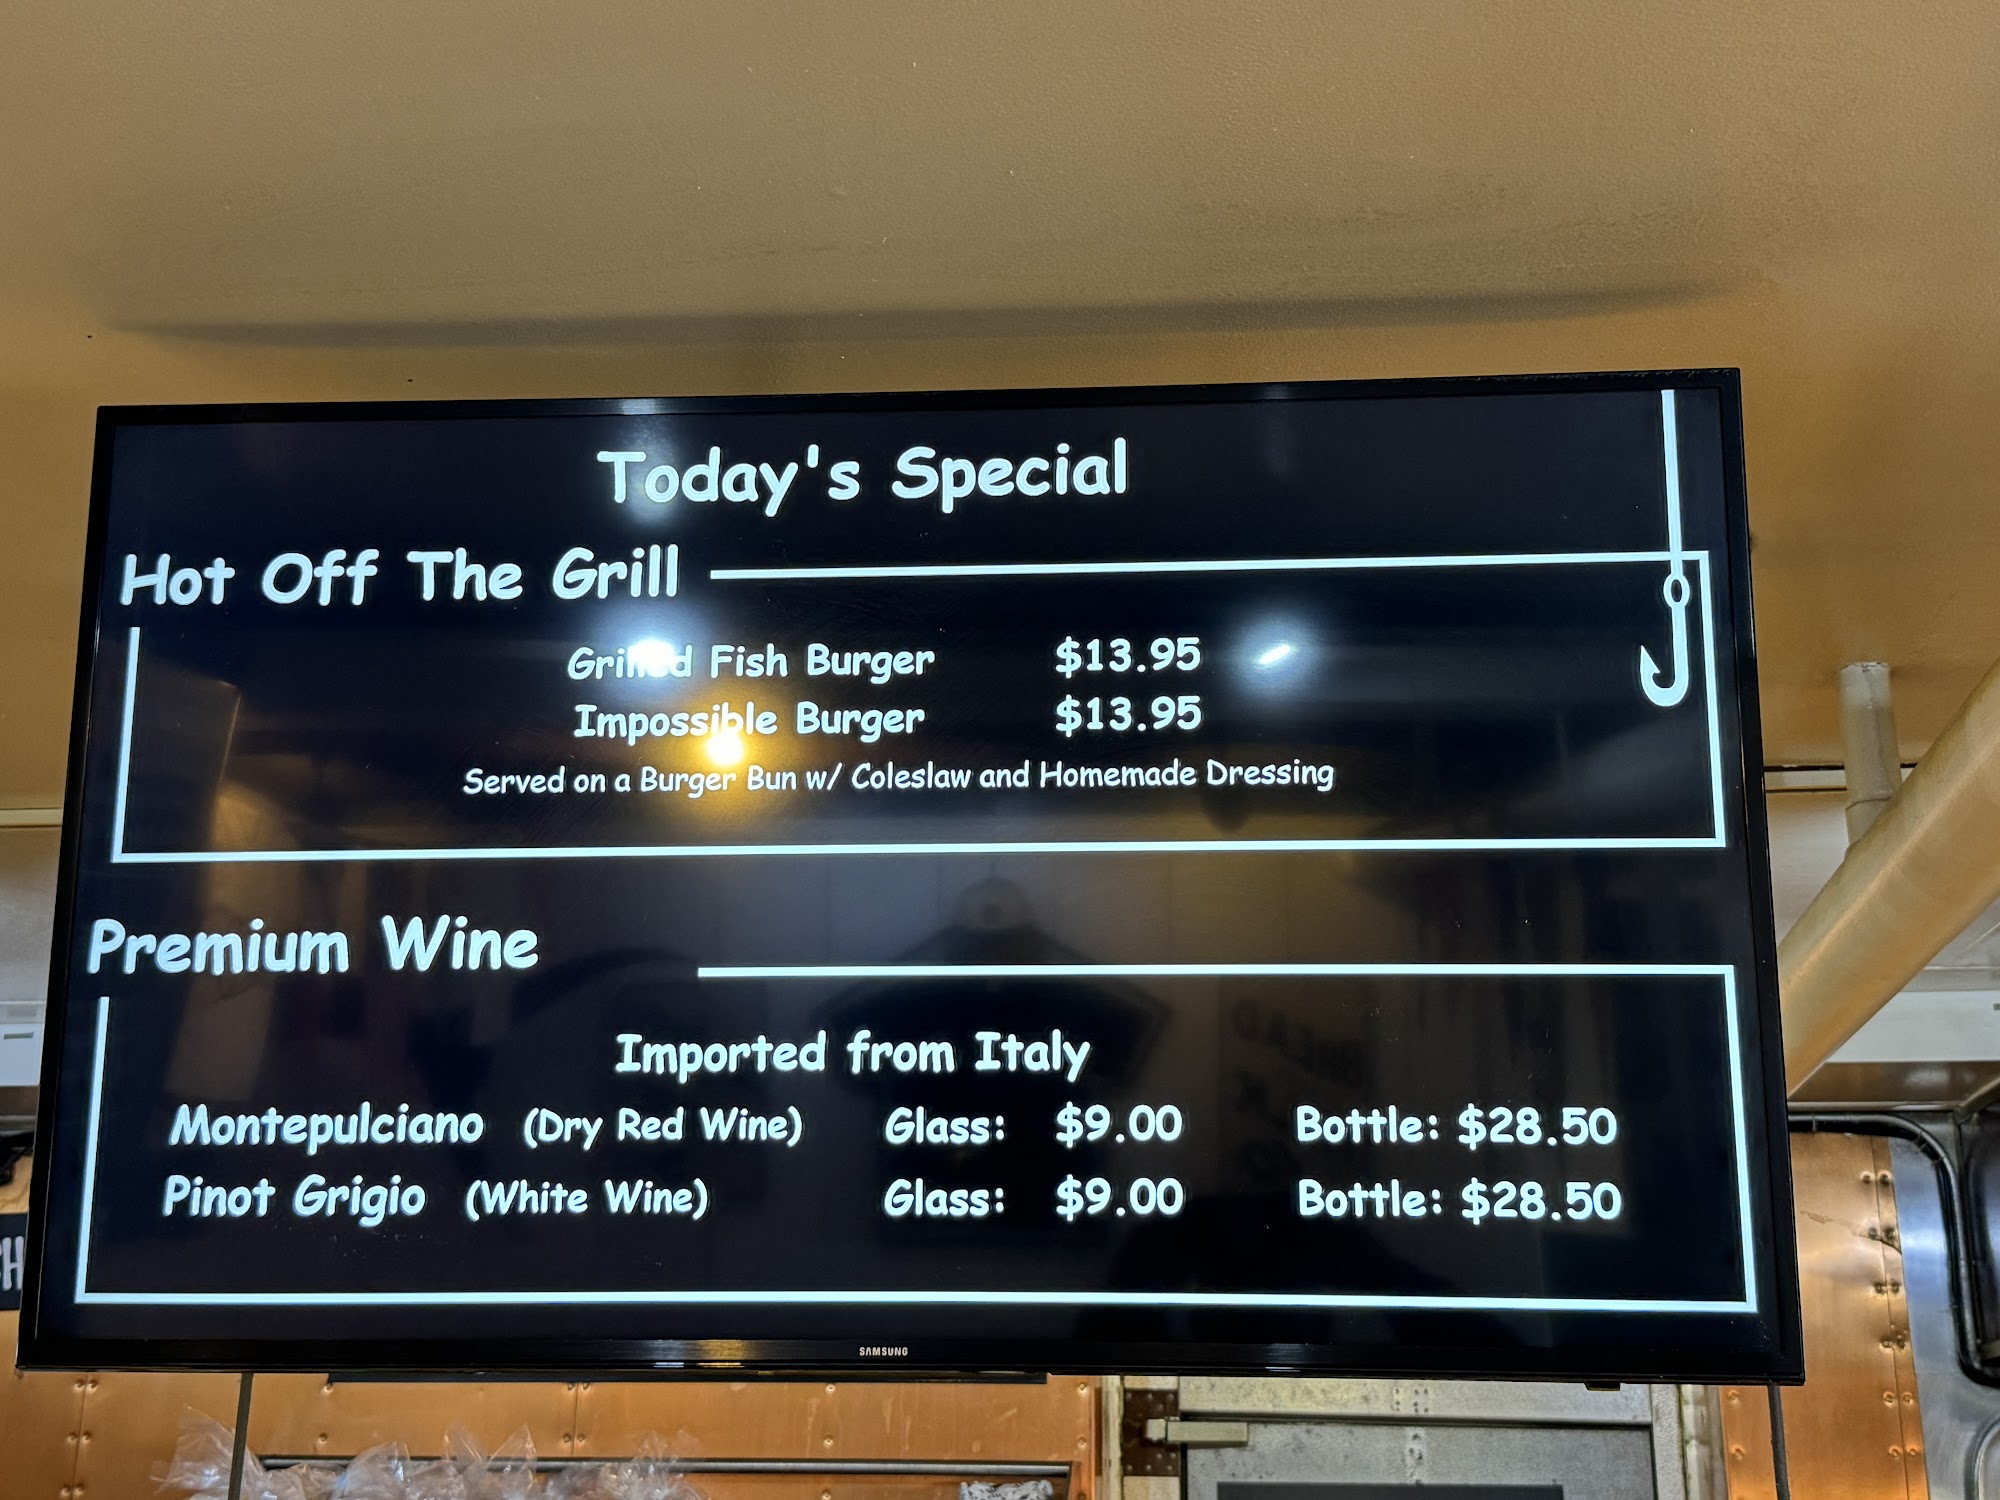 Today's Special
Hot Off The Grill
Grilled Fish Burger $13.95
Impossible Burger $13.95
Served on a Burger Bun w/ Coleslaw and Homemade Dressing
Premium Wine
Imported from Italy
Montepulciano (Dry Red Wine) Glass: $9.00 Bottle: $28.50
Pinot Grigio (White Wine) Glass: $9.00 Bottle: $28.50
SAMSUNG